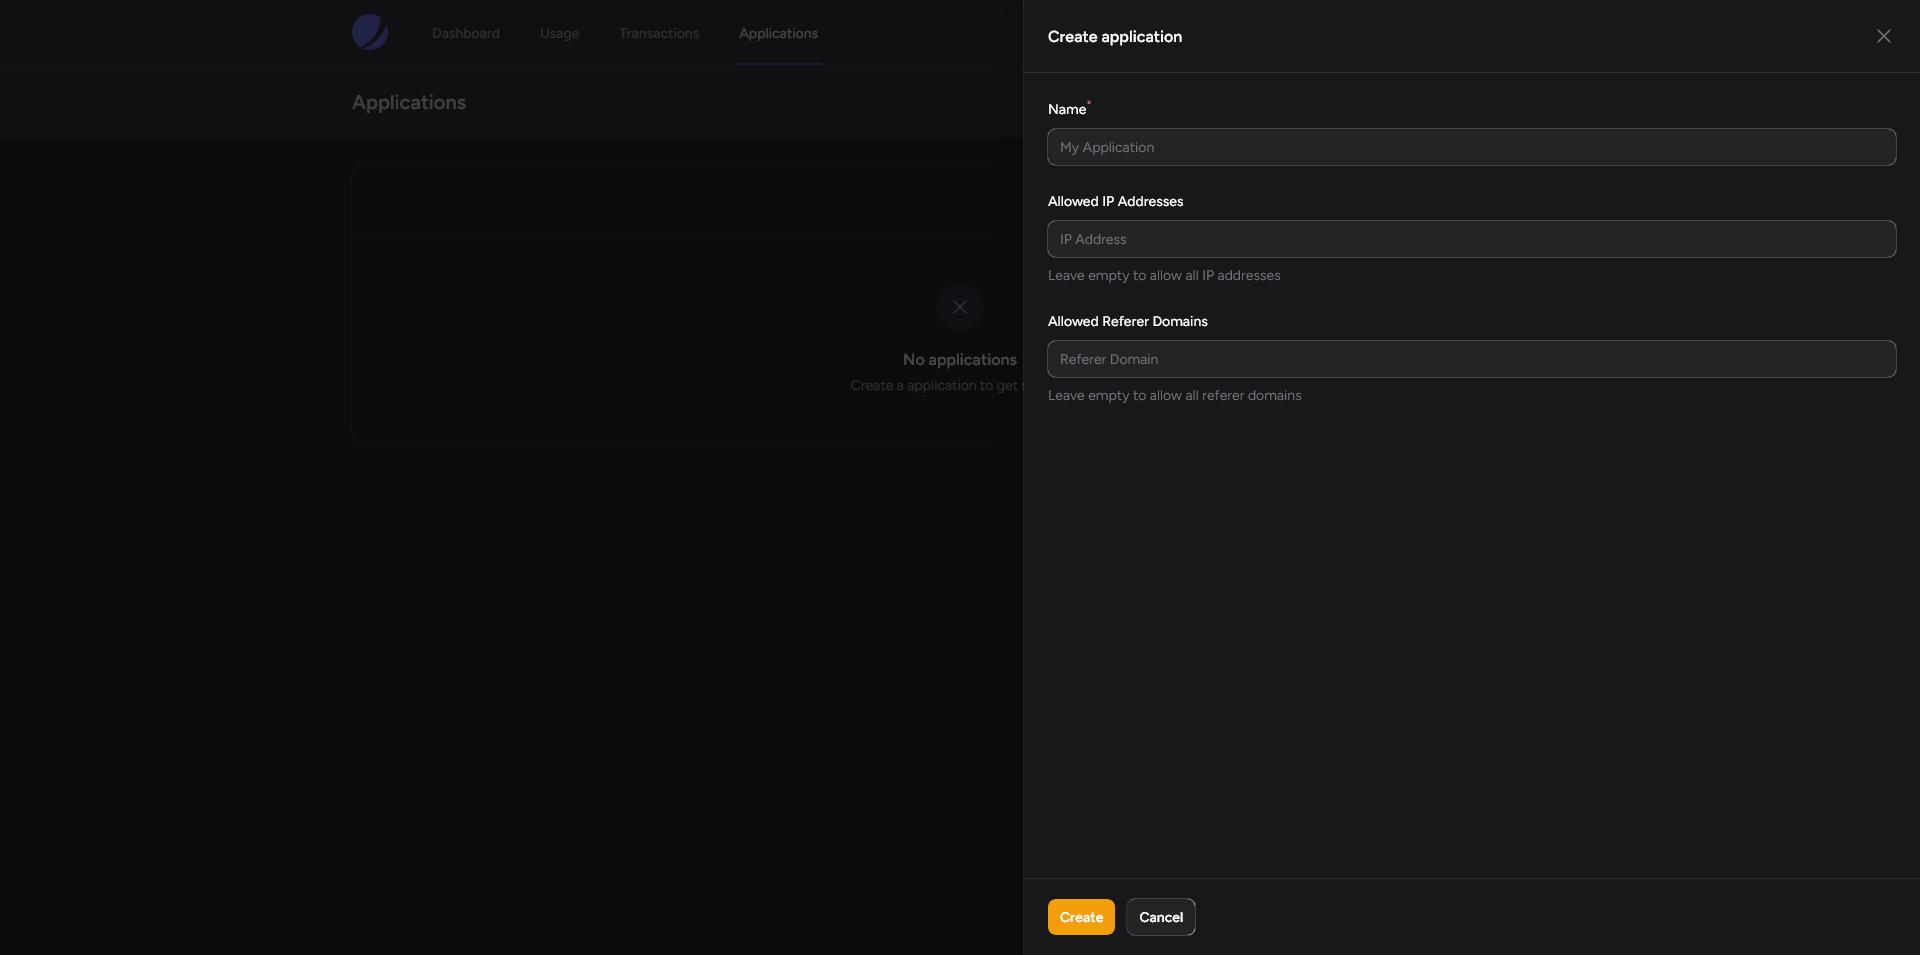 Dashboard
Usage
Transactions
Applications
Applications
No applications
Create a application to get
Create application
Name*
My Application
Allowed IP Addresses
IP Address
Leave empty to allow all IP addresses
Allowed Referer Domains
Referer Domain
Leave empty to allow all referer domains
Create
Cancel